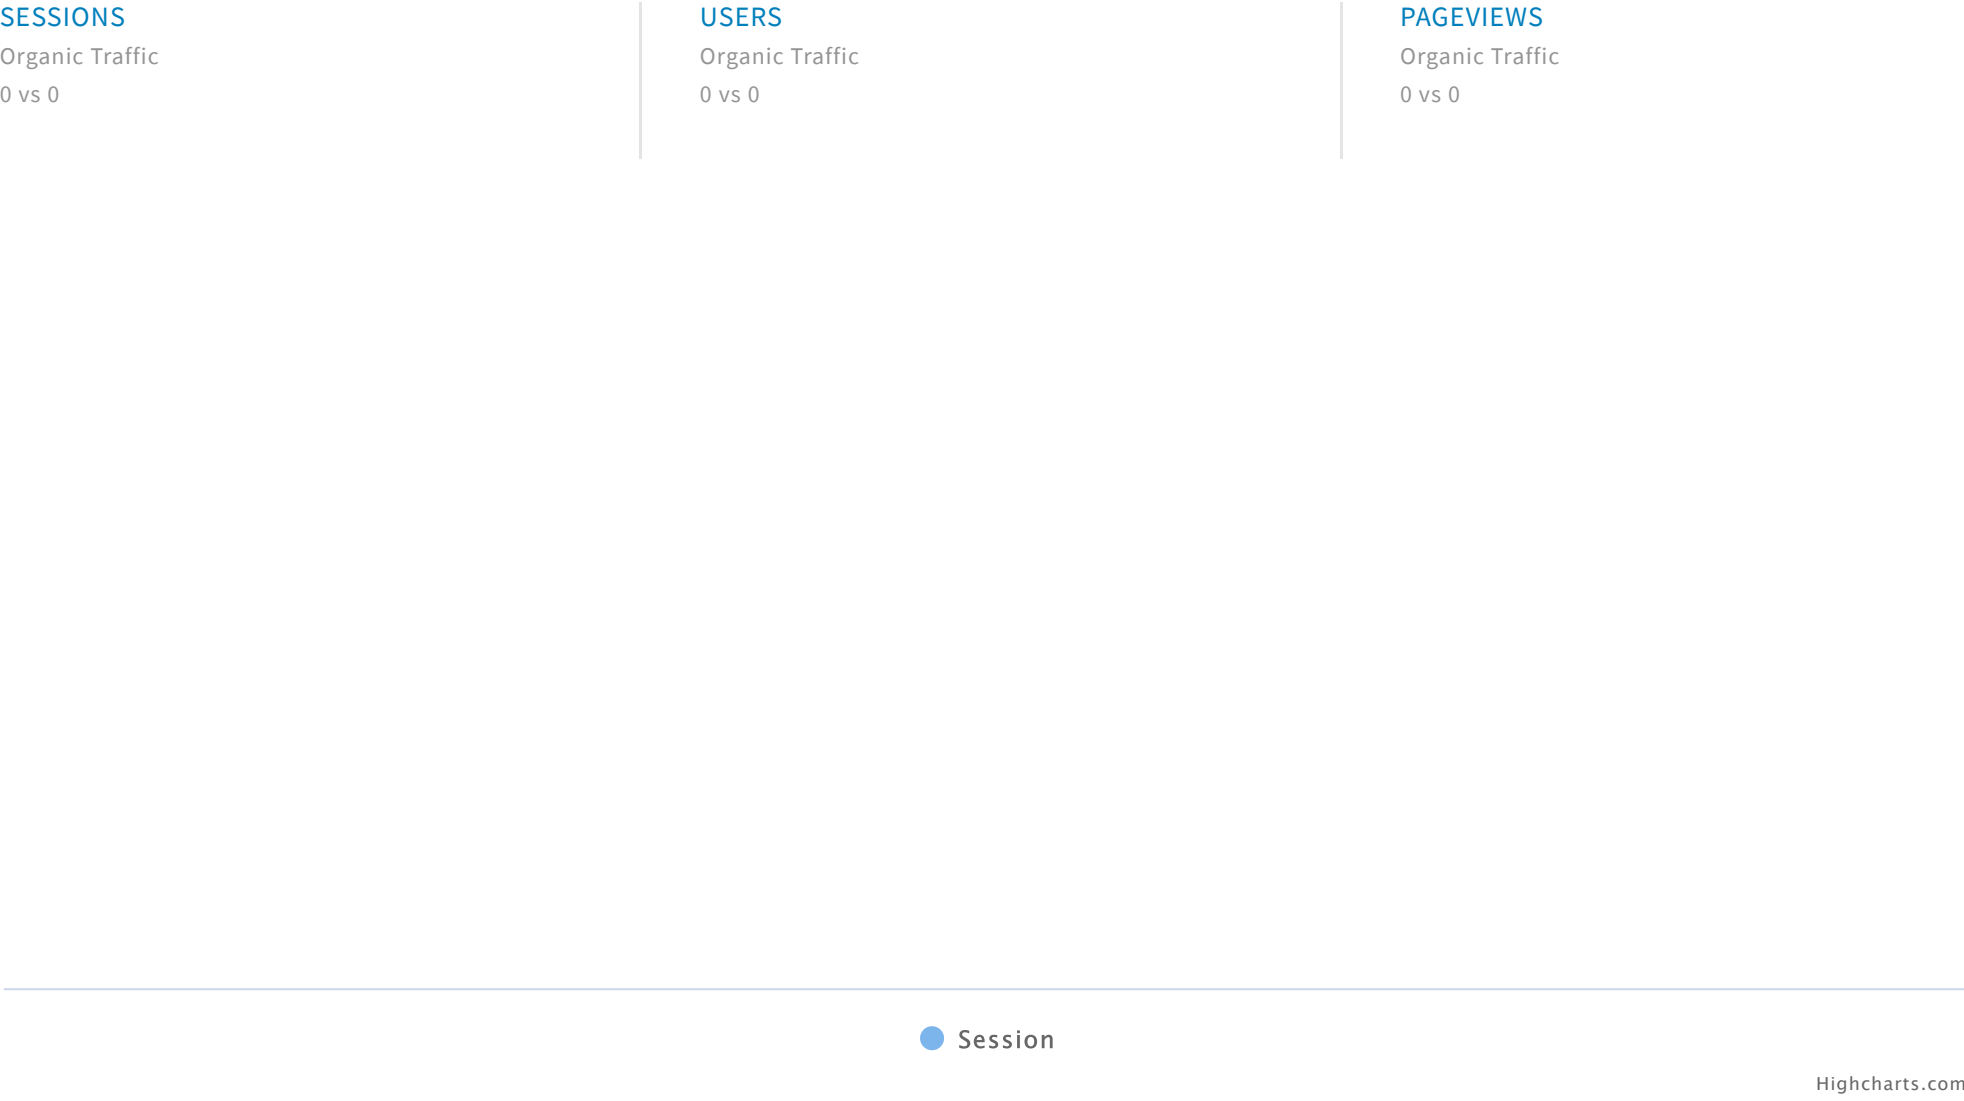 SESSIONS
Organic Traffic
0 vs 0
USERS
Organic Traffic
0 vs 0
PAGEVIEWS
Organic Traffic
0 vs 0
Session
Highcharts.com